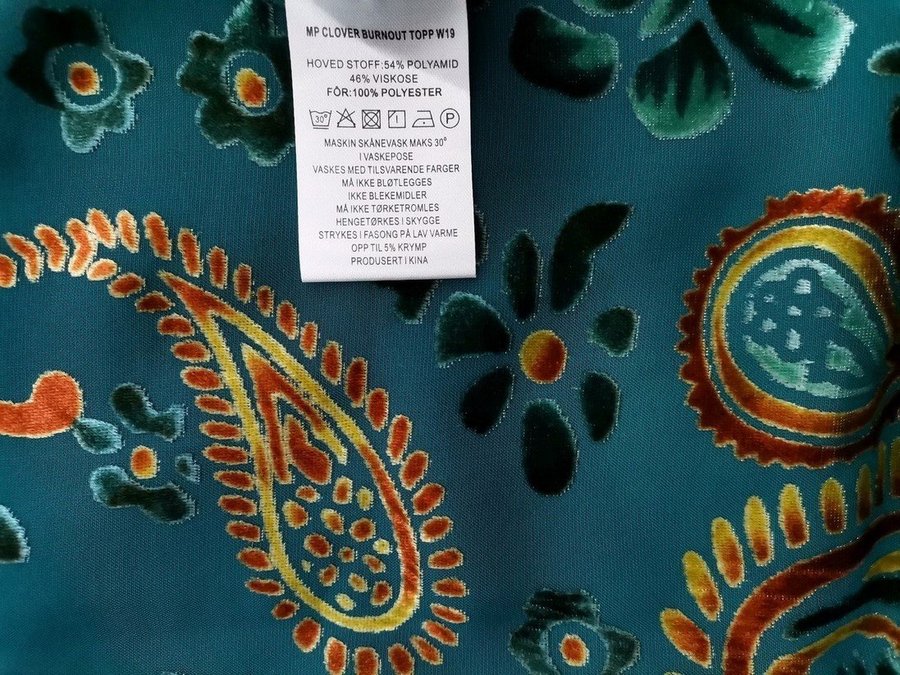 MP CLOVER BURNOUT TOPP W19
HOVED STOFF:54% POLYAMID
46% VISKOSE
FÔR:100% POLYESTER
30°
P
MASKIN SKÅNEVASK MAKS 30°
I VASKEPOSE
VASKES MED TILSVARENDE FARGER
MÅ IKKE BLØTLEGGES
IKKE BLEKEMIDLER
MÅ IKKE TØRKETROMLES
HENGETØRKES I SKYGGE
STRYKES I FASONG PÅ LAV VARME
OPP TIL 5% KRYMP
PRODUSERT I KINA